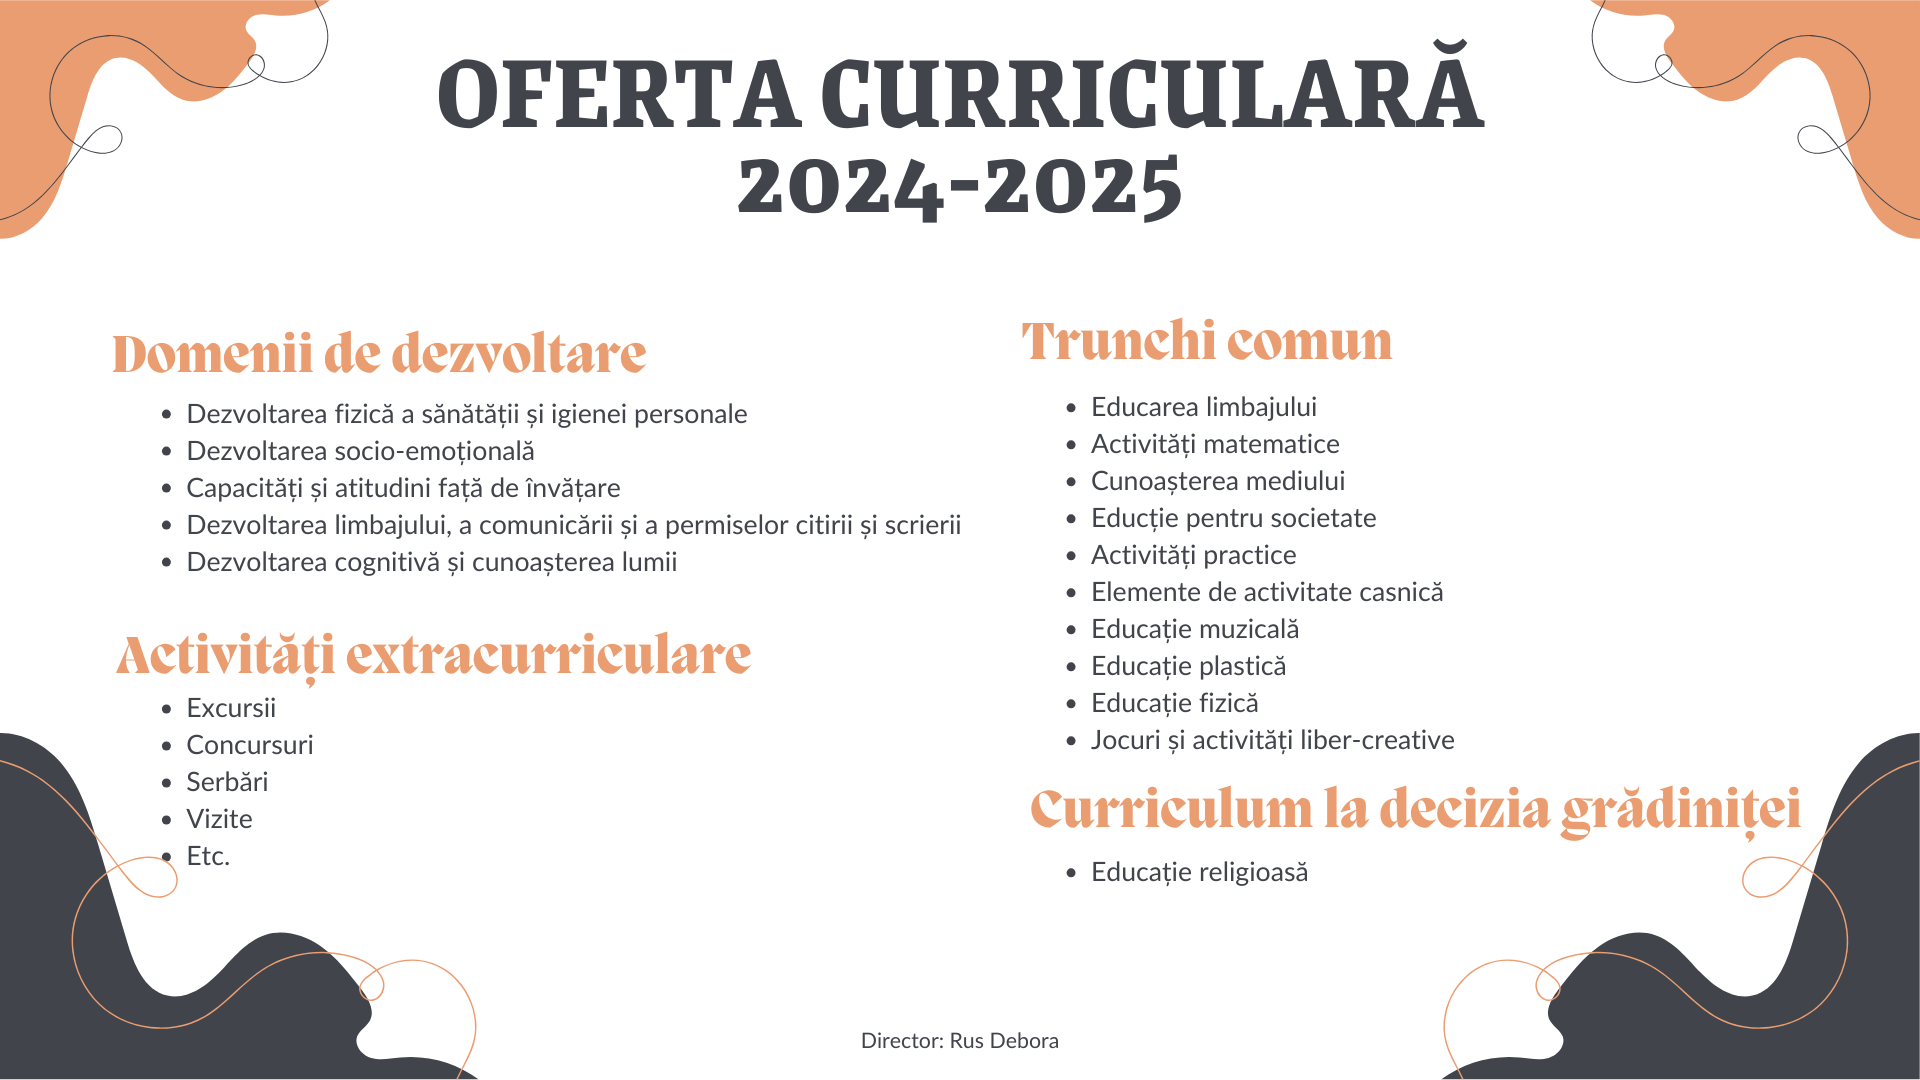 OFERTA CURRICULARĂ
2024-2025
Domenii de dezvoltare
Dezvoltarea fizică a sănătății și igienei personale
Dezvoltarea socio-emoțională
Capacități și atitudini față de învățare
Dezvoltarea limbajului, a comunicării și a permiselor citirii și scrierii
Dezvoltarea cognitivă și cunoașterea lumii
Activități extracurriculare
Excursii
Concursuri
Serbări
Vizite
Etc.
Trunchi comun
Educarea limbajului
Activități matematice
Cunoașterea mediului
Educție pentru societate
Activități practice
Elemente de activitate casnică
Educație muzicală
Educație plastică
Educație fizică
Jocuri și activități liber-creative
Curriculum la decizia grădiniței
Educație religioasă
Director: Rus Debora